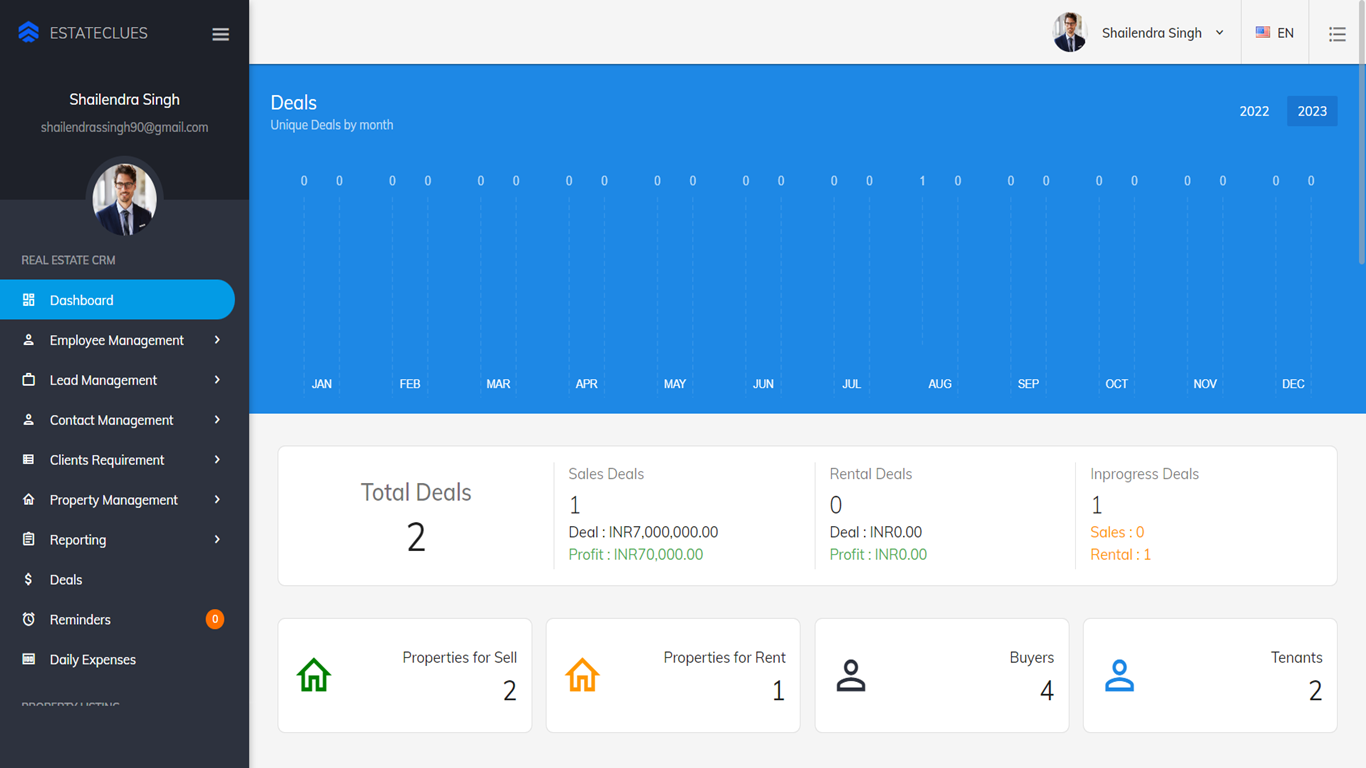 ESTATECLUES
Shailendra Singh
EN
Shailendra Singh
shailendrassingh90@gmail.com
REAL ESTATE CRM
Dashboard
Employee Management
Lead Management
Contact Management
Clients Requirement
Property Management
Reporting
Deals
Reminders 0
Daily Expenses
PROPERTY LISTING
Deals
Unique Deals by month
2022 2023
0 0 0 0 0 0 0 0 0 0 0 0 0 0 1 0 0 0 0 0 0 0 0 0
JAN FEB MAR APR MAY JUN JUL AUG SEP OCT NOV DEC
Total Deals
2
Sales Deals
1
Deal : INR7,000,000.00
Profit : INR70,000.00
Rental Deals
0
Deal : INR0.00
Profit : INR0.00
Inprogress Deals
1
Sales : 0
Rental : 1
Properties for Sell
2
Properties for Rent
1
Buyers
4
Tenants
2